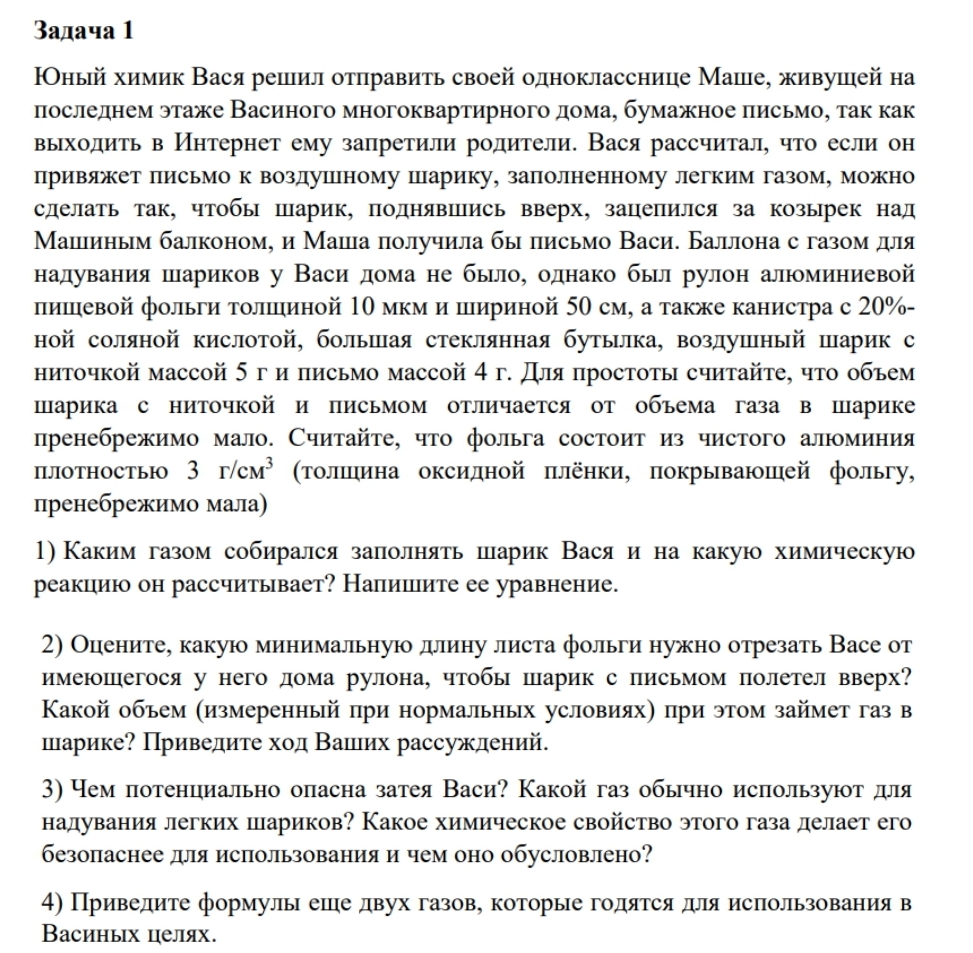 Задача 1
Юный химик Вася решил отправить своей однокласснице Маше, живущей на
последнем этаже Васиного многоквартирного дома, бумажное письмо, так как
выходить в Интернет ему запретили родители. Вася рассчитал, что если он
привяжет письмо к воздушному шарику, заполненному легким газом, можно
сделать так, чтобы шарик, поднявшись вверх, зацепился за козырек над
Машиным балконом, и Маша получила бы письмо Васи. Баллона с газом для
надувания шариков у Васи дома не было, однако был рулон алюминиевой
пищевой фольги толщиной 10 мкм и шириной 50 см, а также канистра с 20%-
ной соляной кислотой, большая стеклянная бутылка, воздушный шарик с
ниточкой массой 5 г и письмо массой 4 г. Для простоты считайте, что объем
шарика с ниточкой и письмом отличается от объема газа в шарике
пренебрежимо мало. Считайте, что фольга состоит из чистого алюминия
плотностью 3 г/см³ (толщина оксидной плёнки, покрывающей фольгу,
пренебрежимо мала)
1) Каким газом собирался заполнять шарик Вася и на какую химическую
реакцию он рассчитывает? Напишите ее уравнение.
2) Оцените, какую минимальную длину листа фольги нужно отрезать Васе от
имеющегося у него дома рулона, чтобы шарик с письмом полетел вверх?
Какой объем (измеренный при нормальных условиях) при этом займет газ в
шарике? Приведите ход Ваших рассуждений.
3) Чем потенциально опасна затея Васи? Какой газ обычно используют для
надувания легких шариков? Какое химическое свойство этого газа делает его
безопаснее для использования и чем оно обусловлено?
4) Приведите формулы еще двух газов, которые годятся для использования в
Васиных целях.